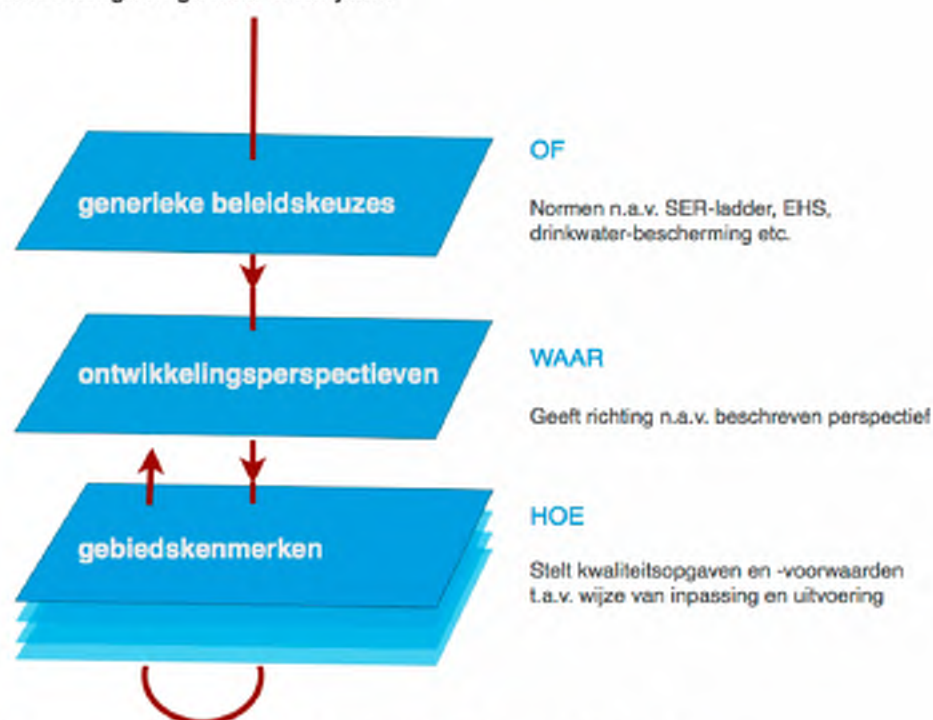 generieke beleidskeuzes
OF
Normen n.a.v. SER-ladder, EHS,
drinkwater-bescherming etc.
ontwikkelingsperspectieven
WAAR
Geeft richting n.a.v. beschreven perspectief
gebiedskenmerken
HOE
Stelt kwaliteitsopgaven en -voorwaarden
t.a.v. wijze van inpassing en uitvoering